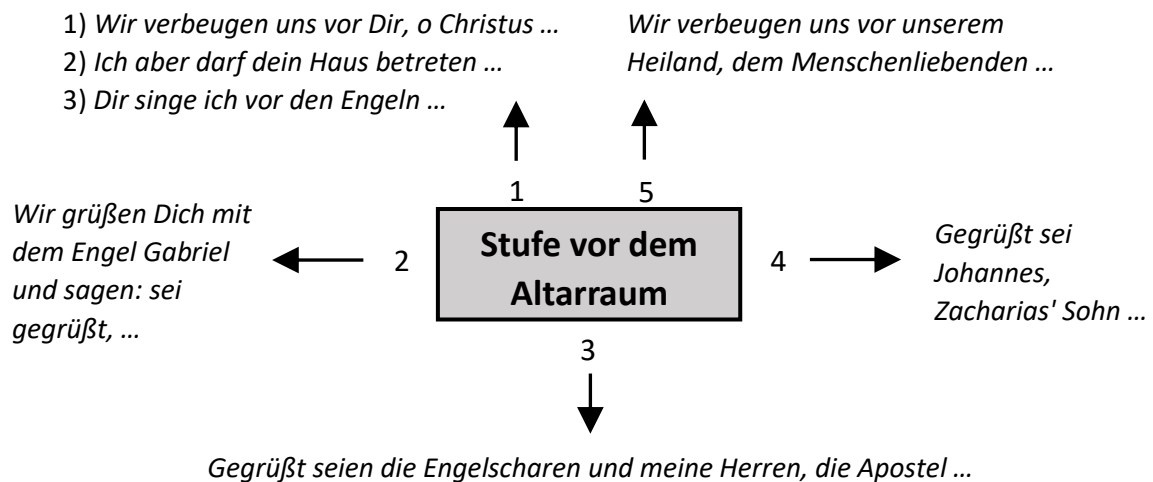 1) Wir verbeugen uns vor Dir, o Christus …
2) Ich aber darf dein Haus betreten …
3) Dir singe ich vor den Engeln …
Wir verbeugen uns vor unserem
Heiland, dem Menschenliebenden …
1
5
Wir grüßen Dich mit
dem Engel Gabriel
und sagen: sei
gegrüßt, …
2
Stufe vor dem
Altarraum
4
Gegrüßt sei
Johannes,
Zacharias' Sohn …
3
Gegrüßt seien die Engelscharen und meine Herren, die Apostel …